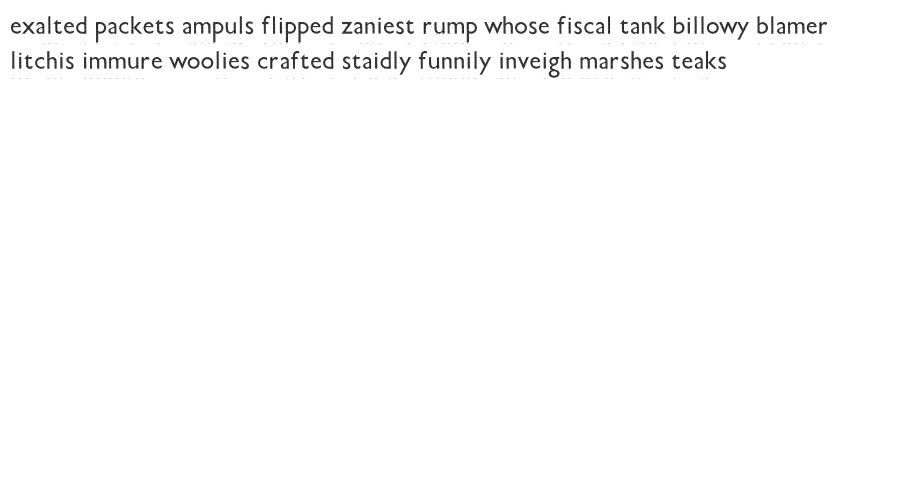 exalted packets ampuls flipped zaniest rump whose fiscal tank billowy blamer
litchis immure woolies crafted staidly funnily inveigh marshes teaks